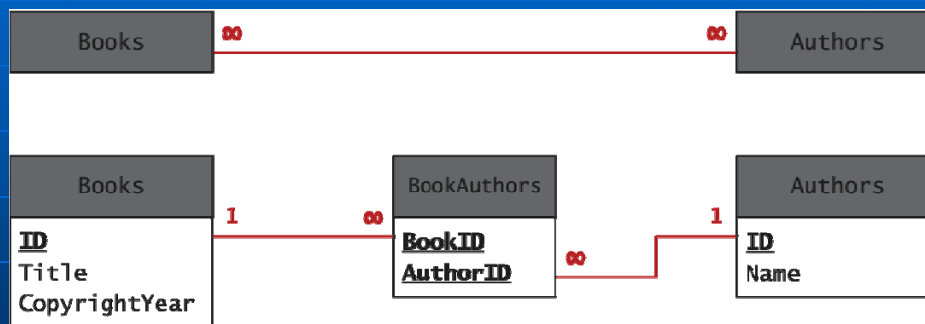 Books ∞ ∞ Authors
Books BookAuthors Authors
1 ∞ 1
ID BookID ID
Title AuthorID ∞ Name
CopyrightYear